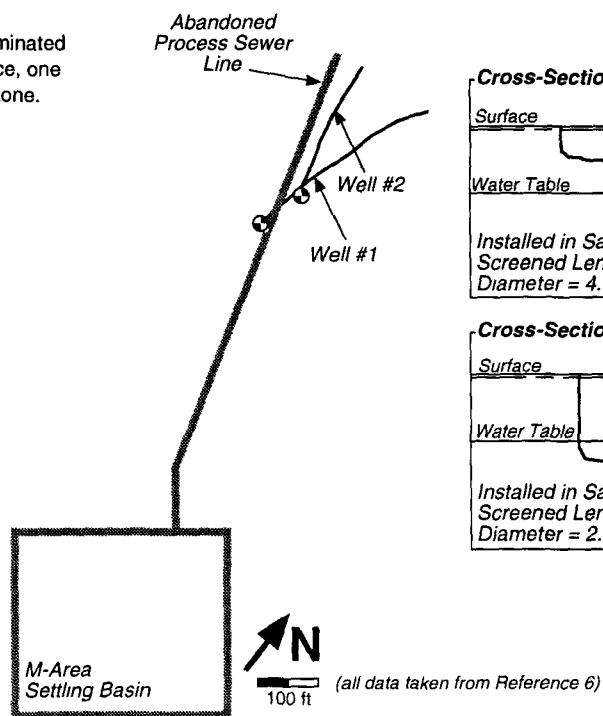 minated
ce, one
zone.
Abandoned
Process Sewer
Line
Well #2
Well #1
Cross-Sectio
Surface
Water Table
Installed in Sa
Screened Len
Diameter = 4.
Cross-Sectio
Surface
Water Table
Installed in Sa
Screened Len
Diameter = 2.
M-Area
Settling Basin
N
100 ft
(all data taken from Reference 6)